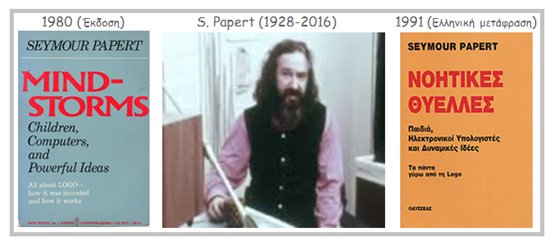 1980 (Έκδοση)
SEYMOUR PAPERT
MIND-
STORMS
Children,
Computers,
and
Powerful Ideas
All about LOGO—
how it was invented
and how it works
S. Papert (1928-2016)
1991 (Ελληνική μετάφραση)
SEYMOUR PAPERT
ΝΟΗΤΙΚΕΣ
ΘΥΕΛΛΕΣ
Παιδιά,
Ηλεκτρονικοί Υπολογιστές
και Δυναμικές Ιδέες
Τα πάντα
γύρω από τη Logo
ΟΔΥΣΣΕΑΣ